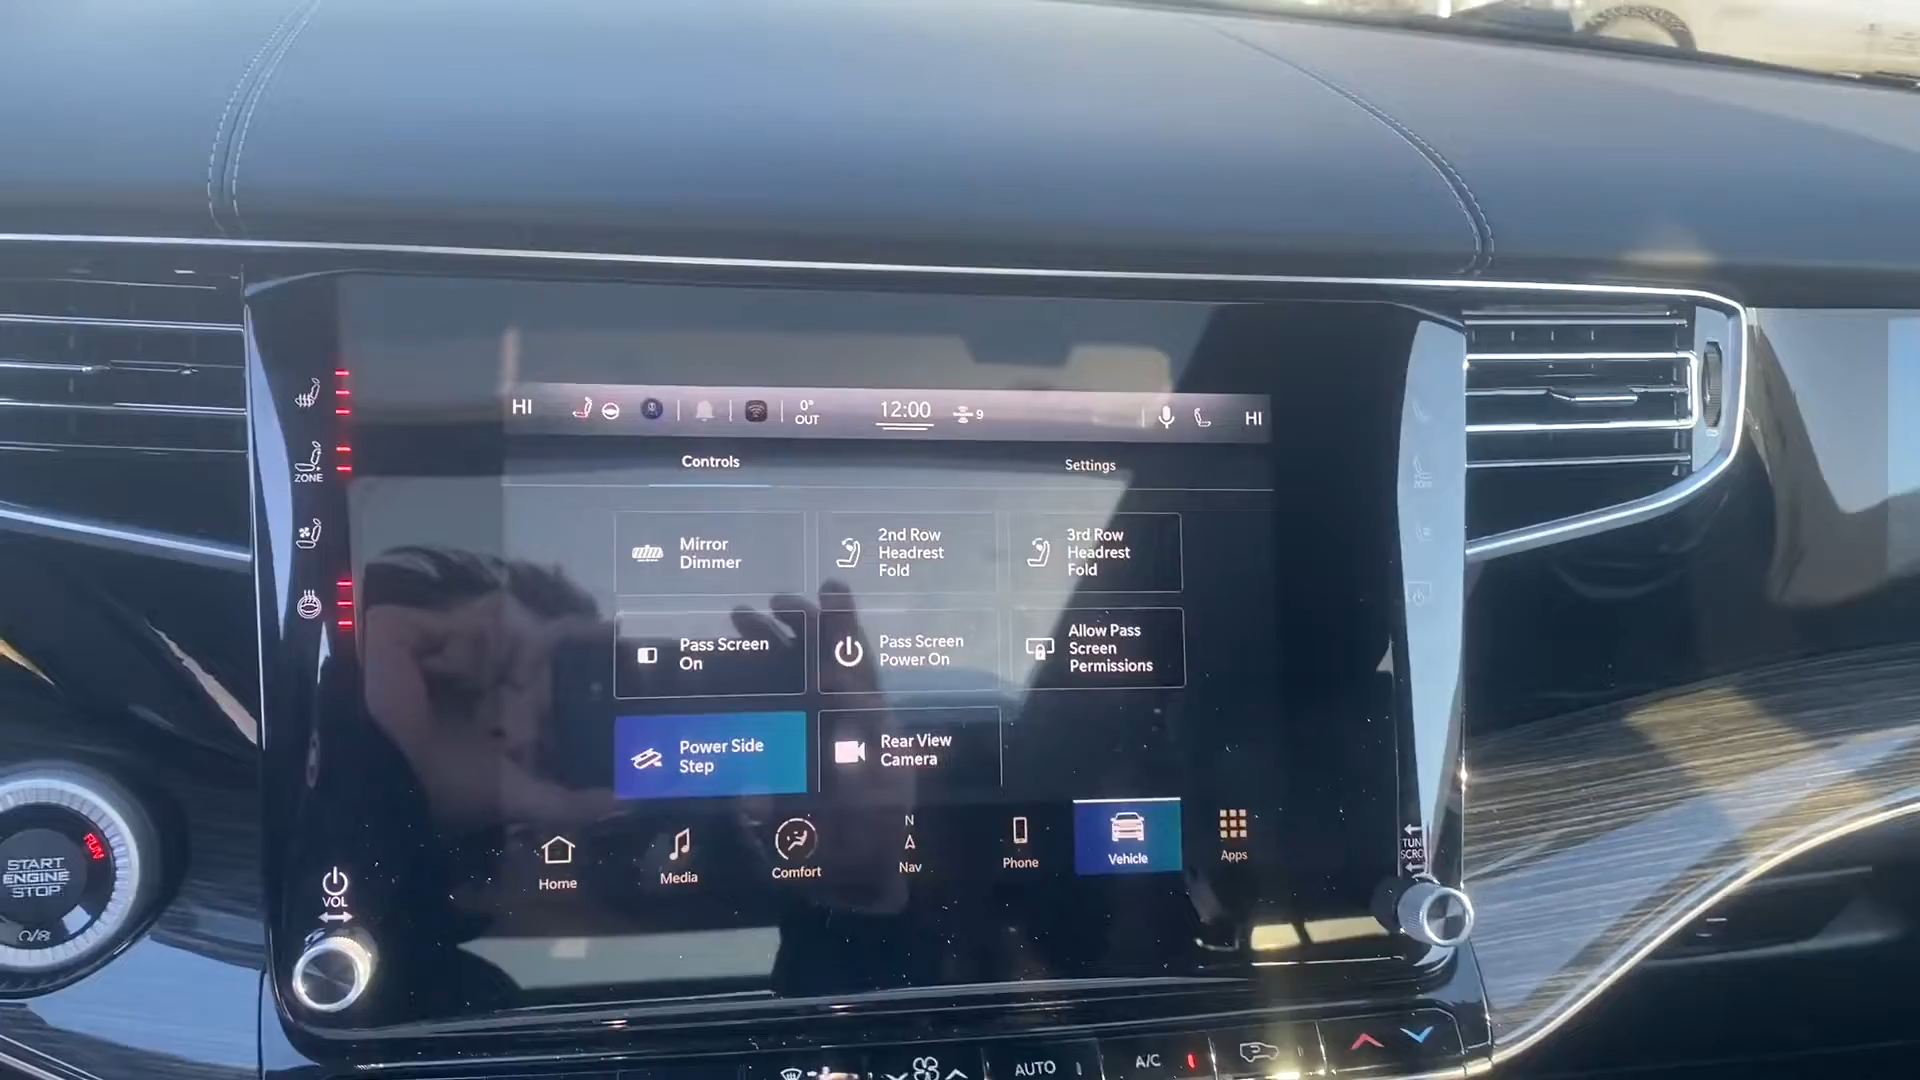 HI
0°
OUT
12:00
9
HI
Controls
Settings
ZONE
Mirror
Dimmer
2nd Row
Headrest
Fold
3rd Row
Headrest
Fold
Pass Screen
On
Pass Screen
Power On
Allow Pass
Screen
Permissions
Power Side
Step
Rear View
Camera
Home
Media
Comfort
N
Nav
Phone
Vehicle
Apps
RUN
START
ENGINE
STOP
VOL
AUTO
A/C